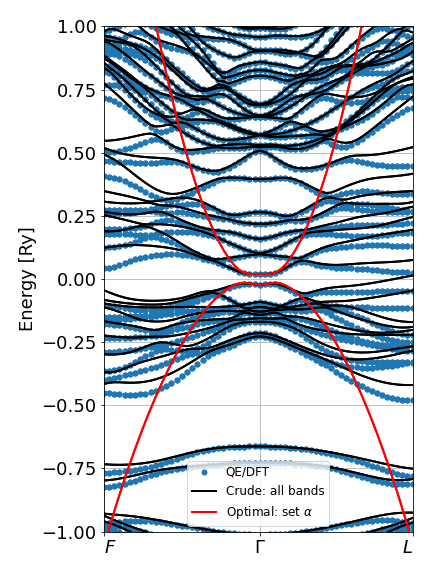 1.00
0.75
0.50
0.25
0.00
−0.25
−0.50
−0.75
−1.00
Energy [Ry]
QE/DFT
Crude: all bands
Optimal: set α
F Γ L